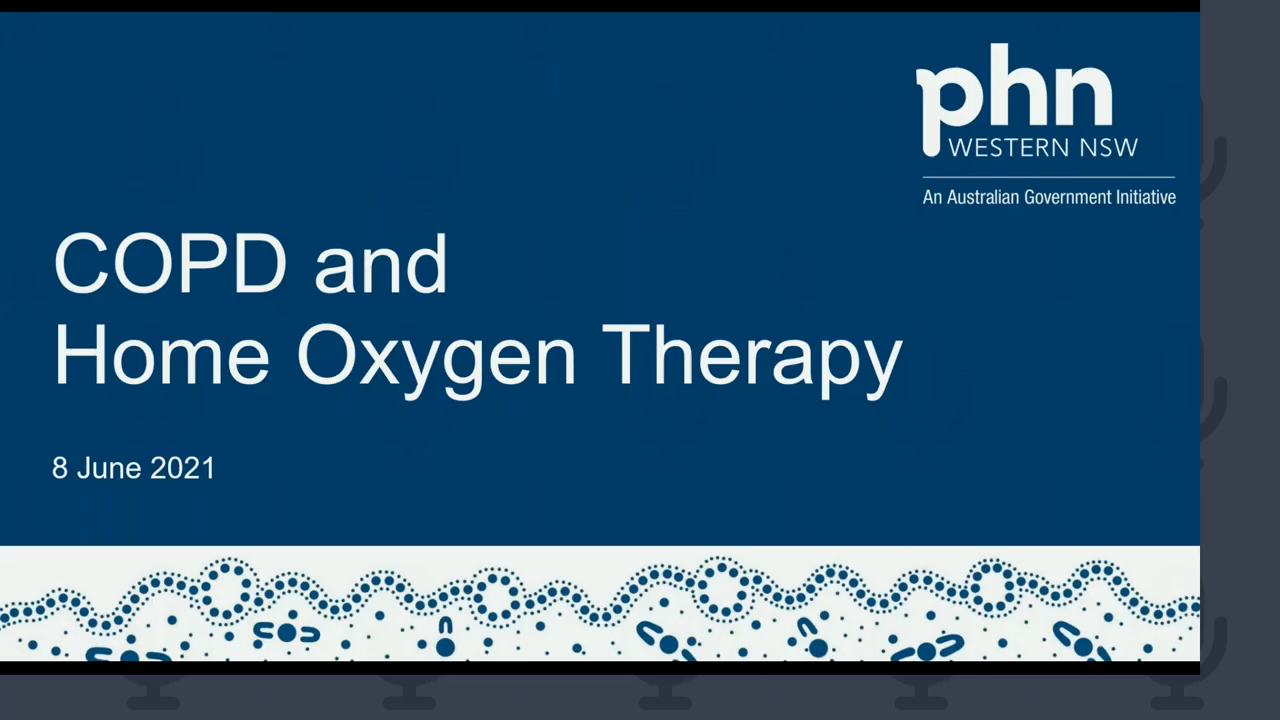 phn
WESTERN NSW
An Australian Government Initiative
COPD and
Home Oxygen Therapy
8 June 2021